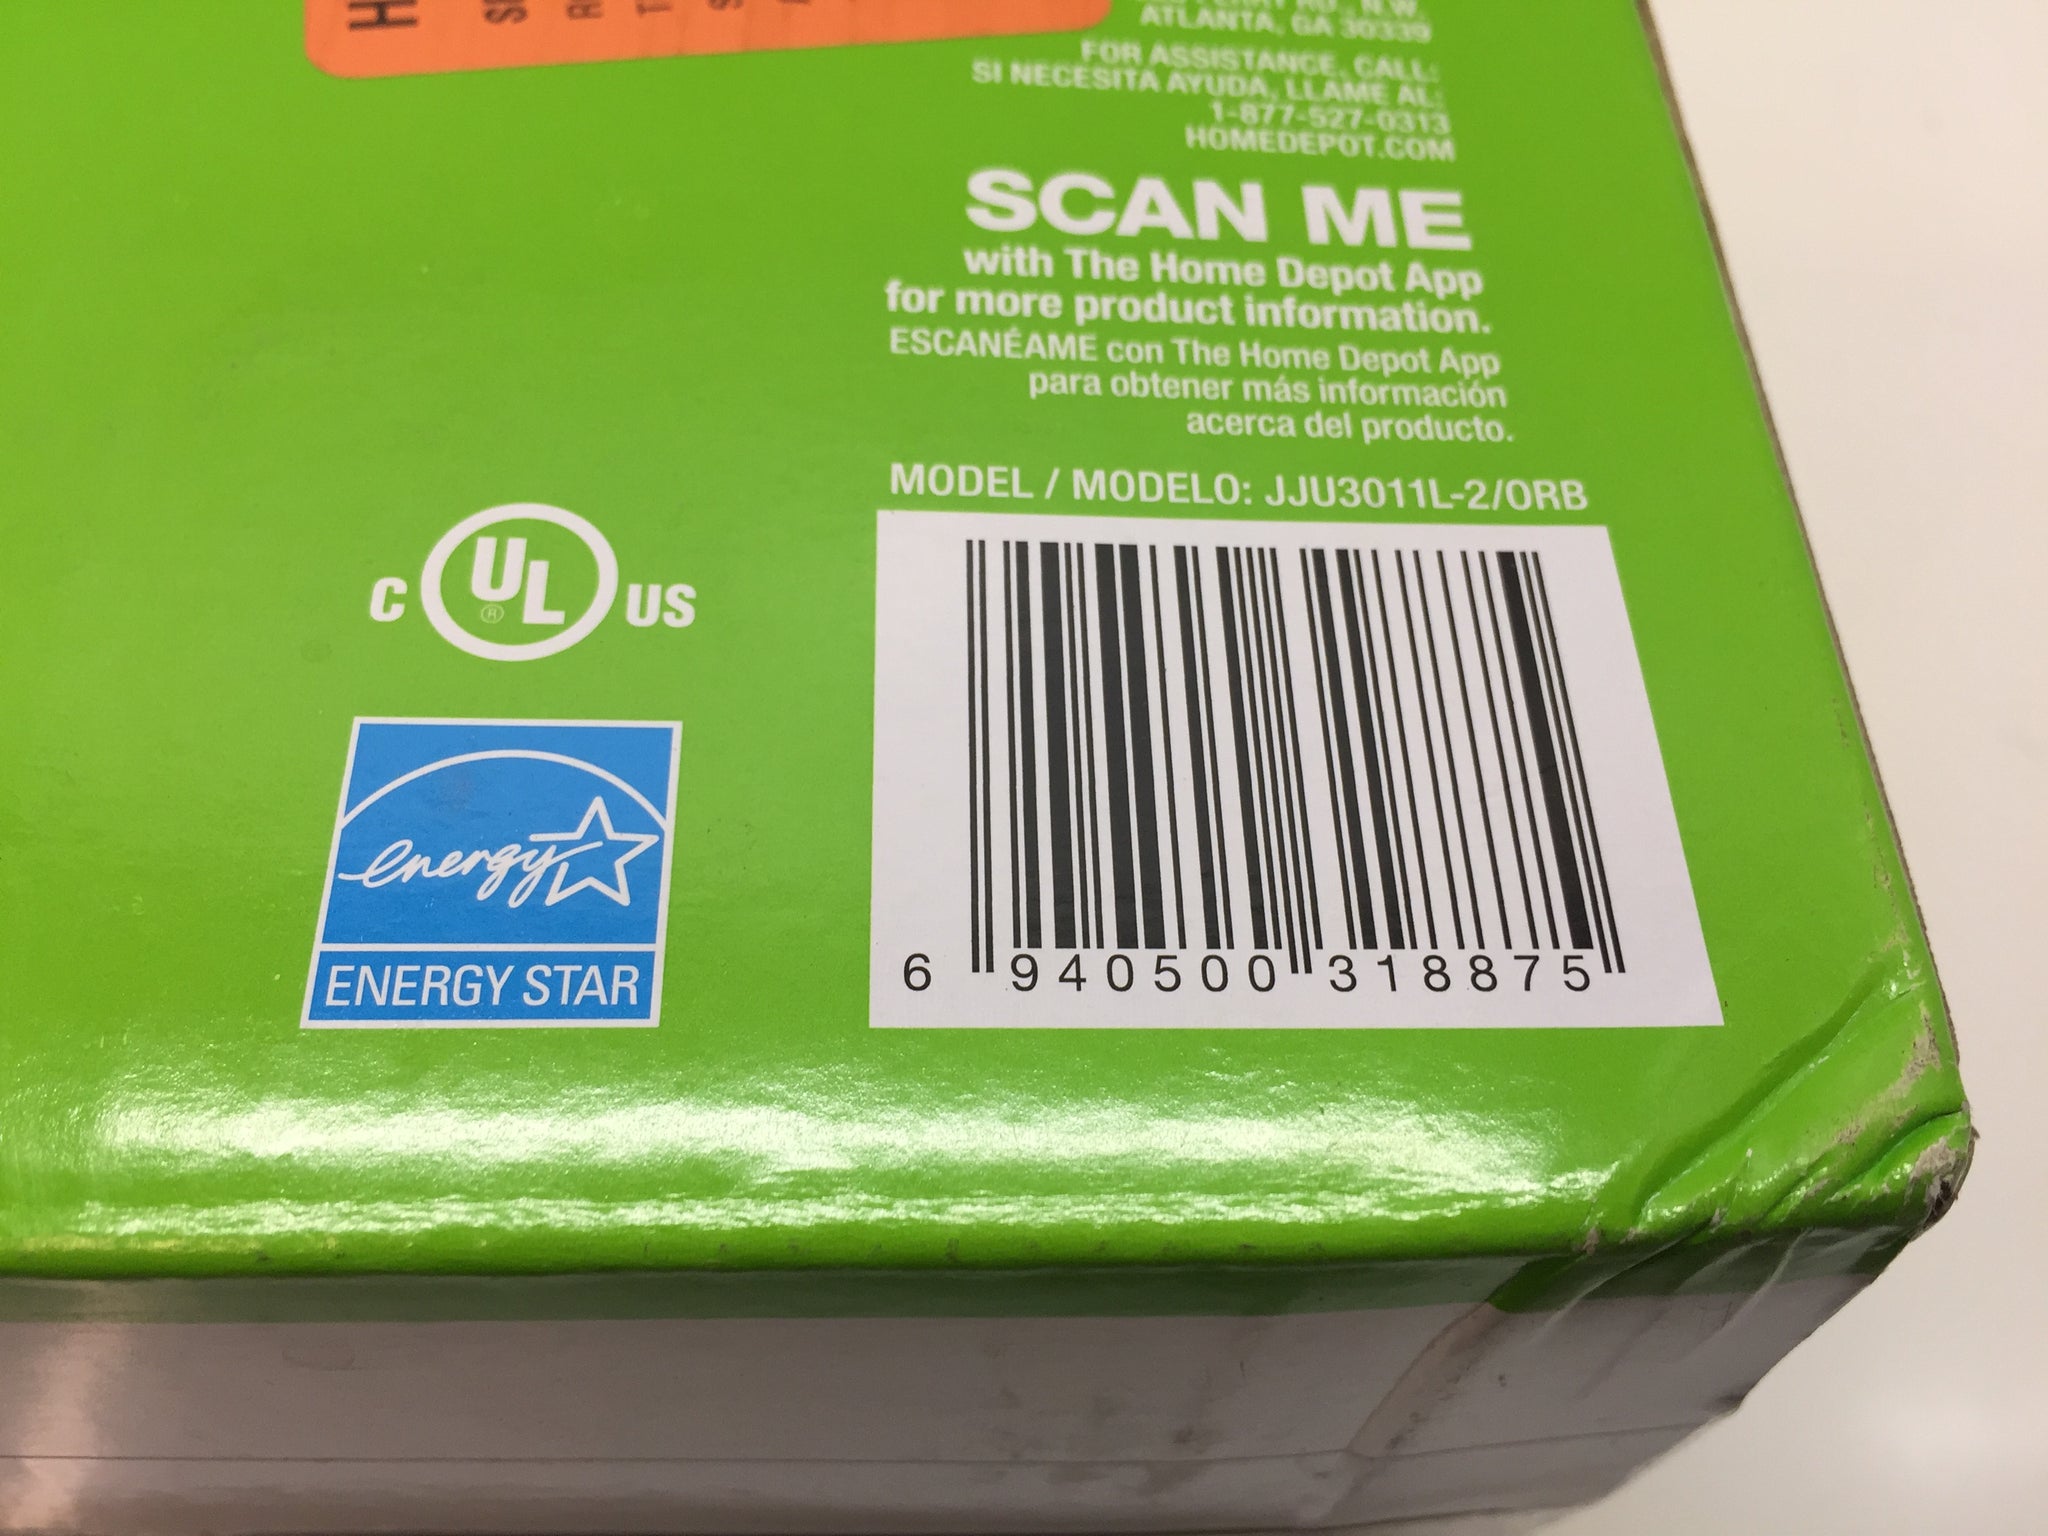 ATLANTA, GA 30339
FOR ASSISTANCE, CALL:
SI NECESITA AYUDA, LLAME AL:
1-877-527-0313
HOMEDEPOT.COM
SCAN ME
with The Home Depot App
for more product information.
ESCANÉAME con The Home Depot App
para obtener más información
acerca del producto.
MODEL / MODELO: JJU3011L-2/ORB
C UL ® US
energy
ENERGY STAR
6 940500 318875